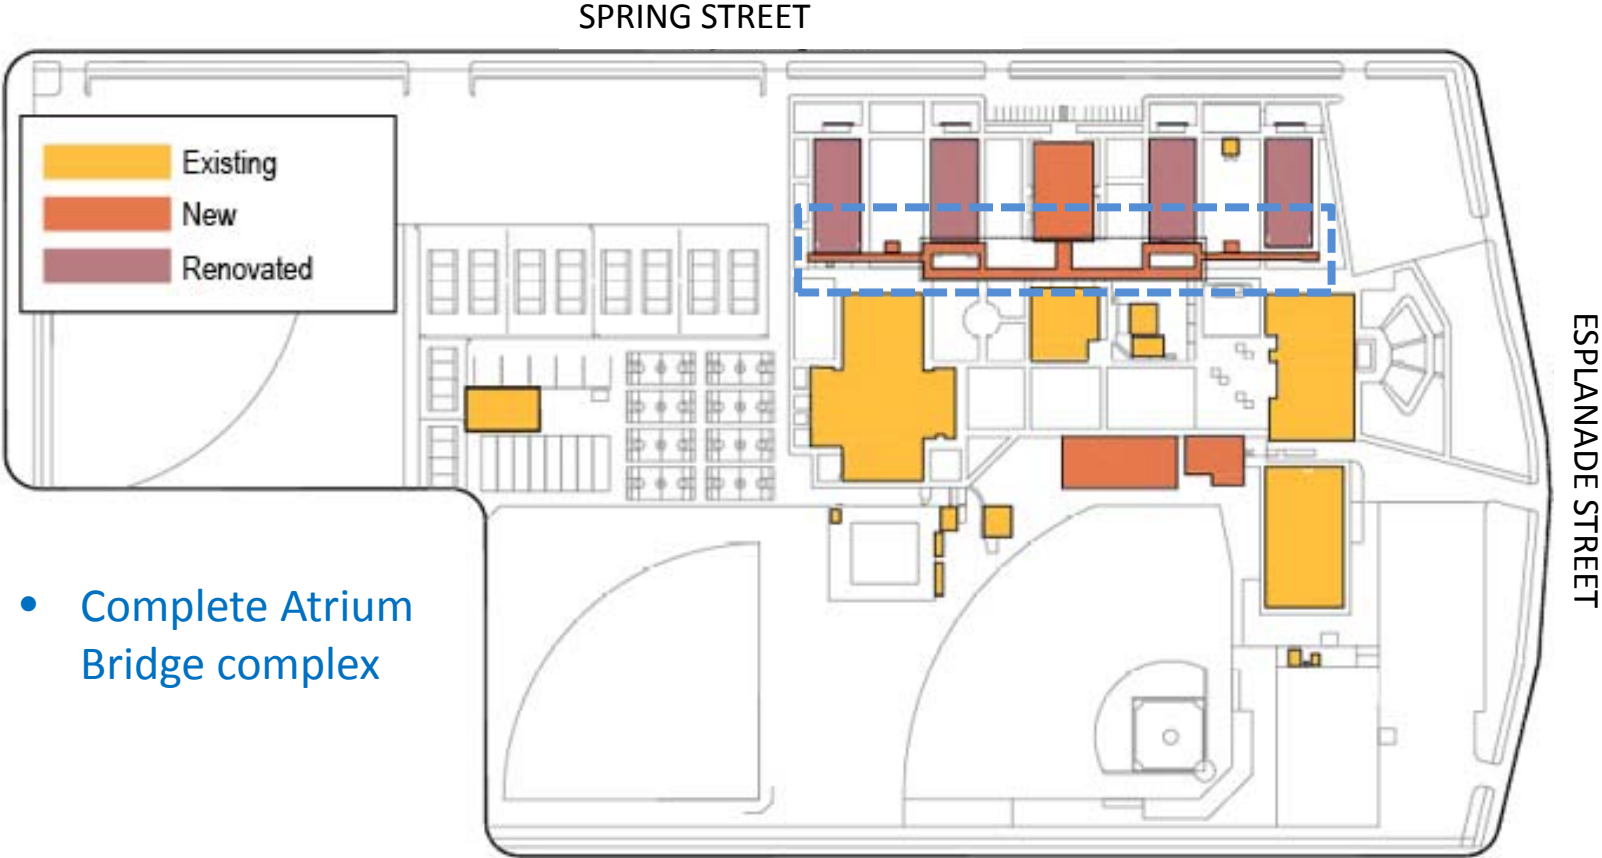 SPRING STREET
Existing
New
Renovated
ESPLANADE STREET
• Complete Atrium
Bridge complex